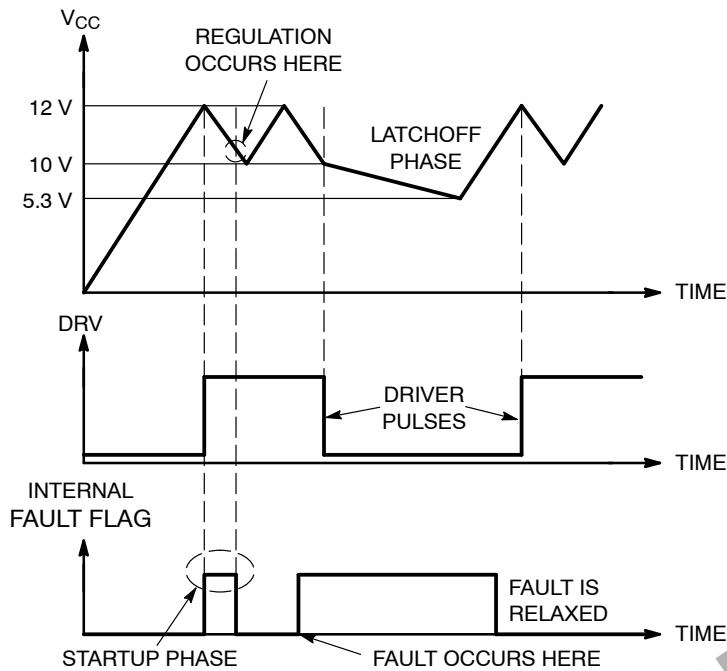 VCC
REGULATION
OCCURS HERE
12 V
10 V
5.3 V
LATCHOFF
PHASE
TIME
DRV
DRIVER
PULSES
TIME
INTERNAL
FAULT FLAG
FAULT IS
RELAXED
TIME
STARTUP PHASE
FAULT OCCURS HERE